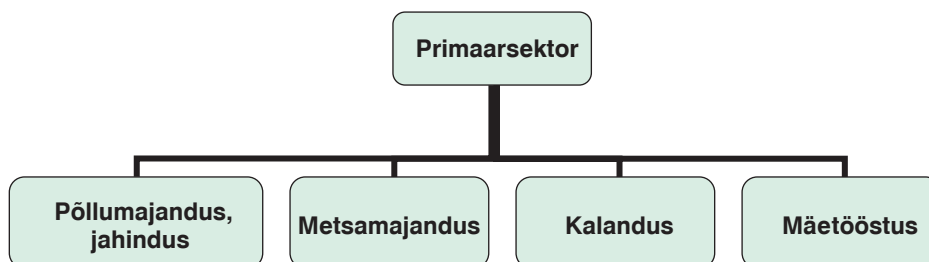 Primaarsektor
Põllumajandus,
jahindus
Metsamajandus
Kalandus
Mäetööstus